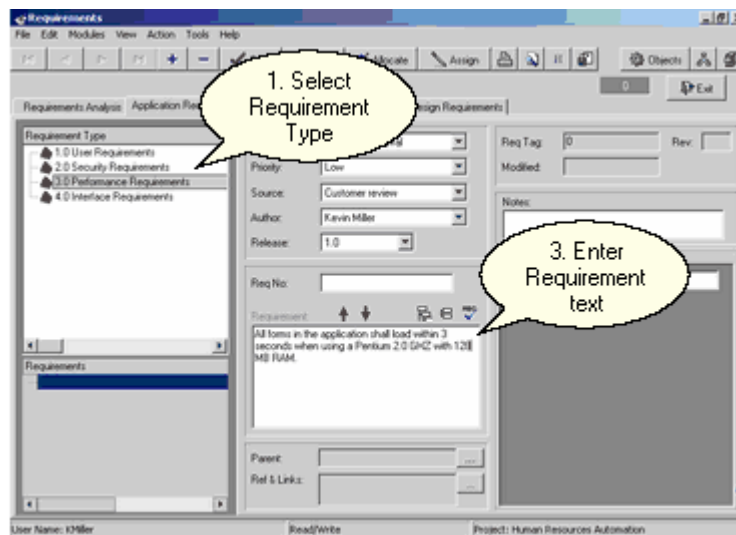 Requirements
File Edit Modules View Action Tools Help
Allocate Assign Objects
0 Exit
Requirements Analysis Application Req Design Requirements
1. Select
Requirement
Type
Requirement Type
1.0 User Requirements
2.0 Security Requirements
3.0 Performance Requirements
4.0 Interface Requirements
Priority: Low
Source: Customer review
Author: Kevin Miller
Release: 1.0
Req Tag: 0 Rev:
Modified:
Notes:
3. Enter
Requirement
text
Req No:
Requirement:
All forms in the application shall load within 3
seconds when using a Pentium 2.0 GHZ with 128
MB RAM.
Requirements
Parent: ...
Ref & Links: ...
User Name: KMiller Read/Write Project: Human Resources Automation